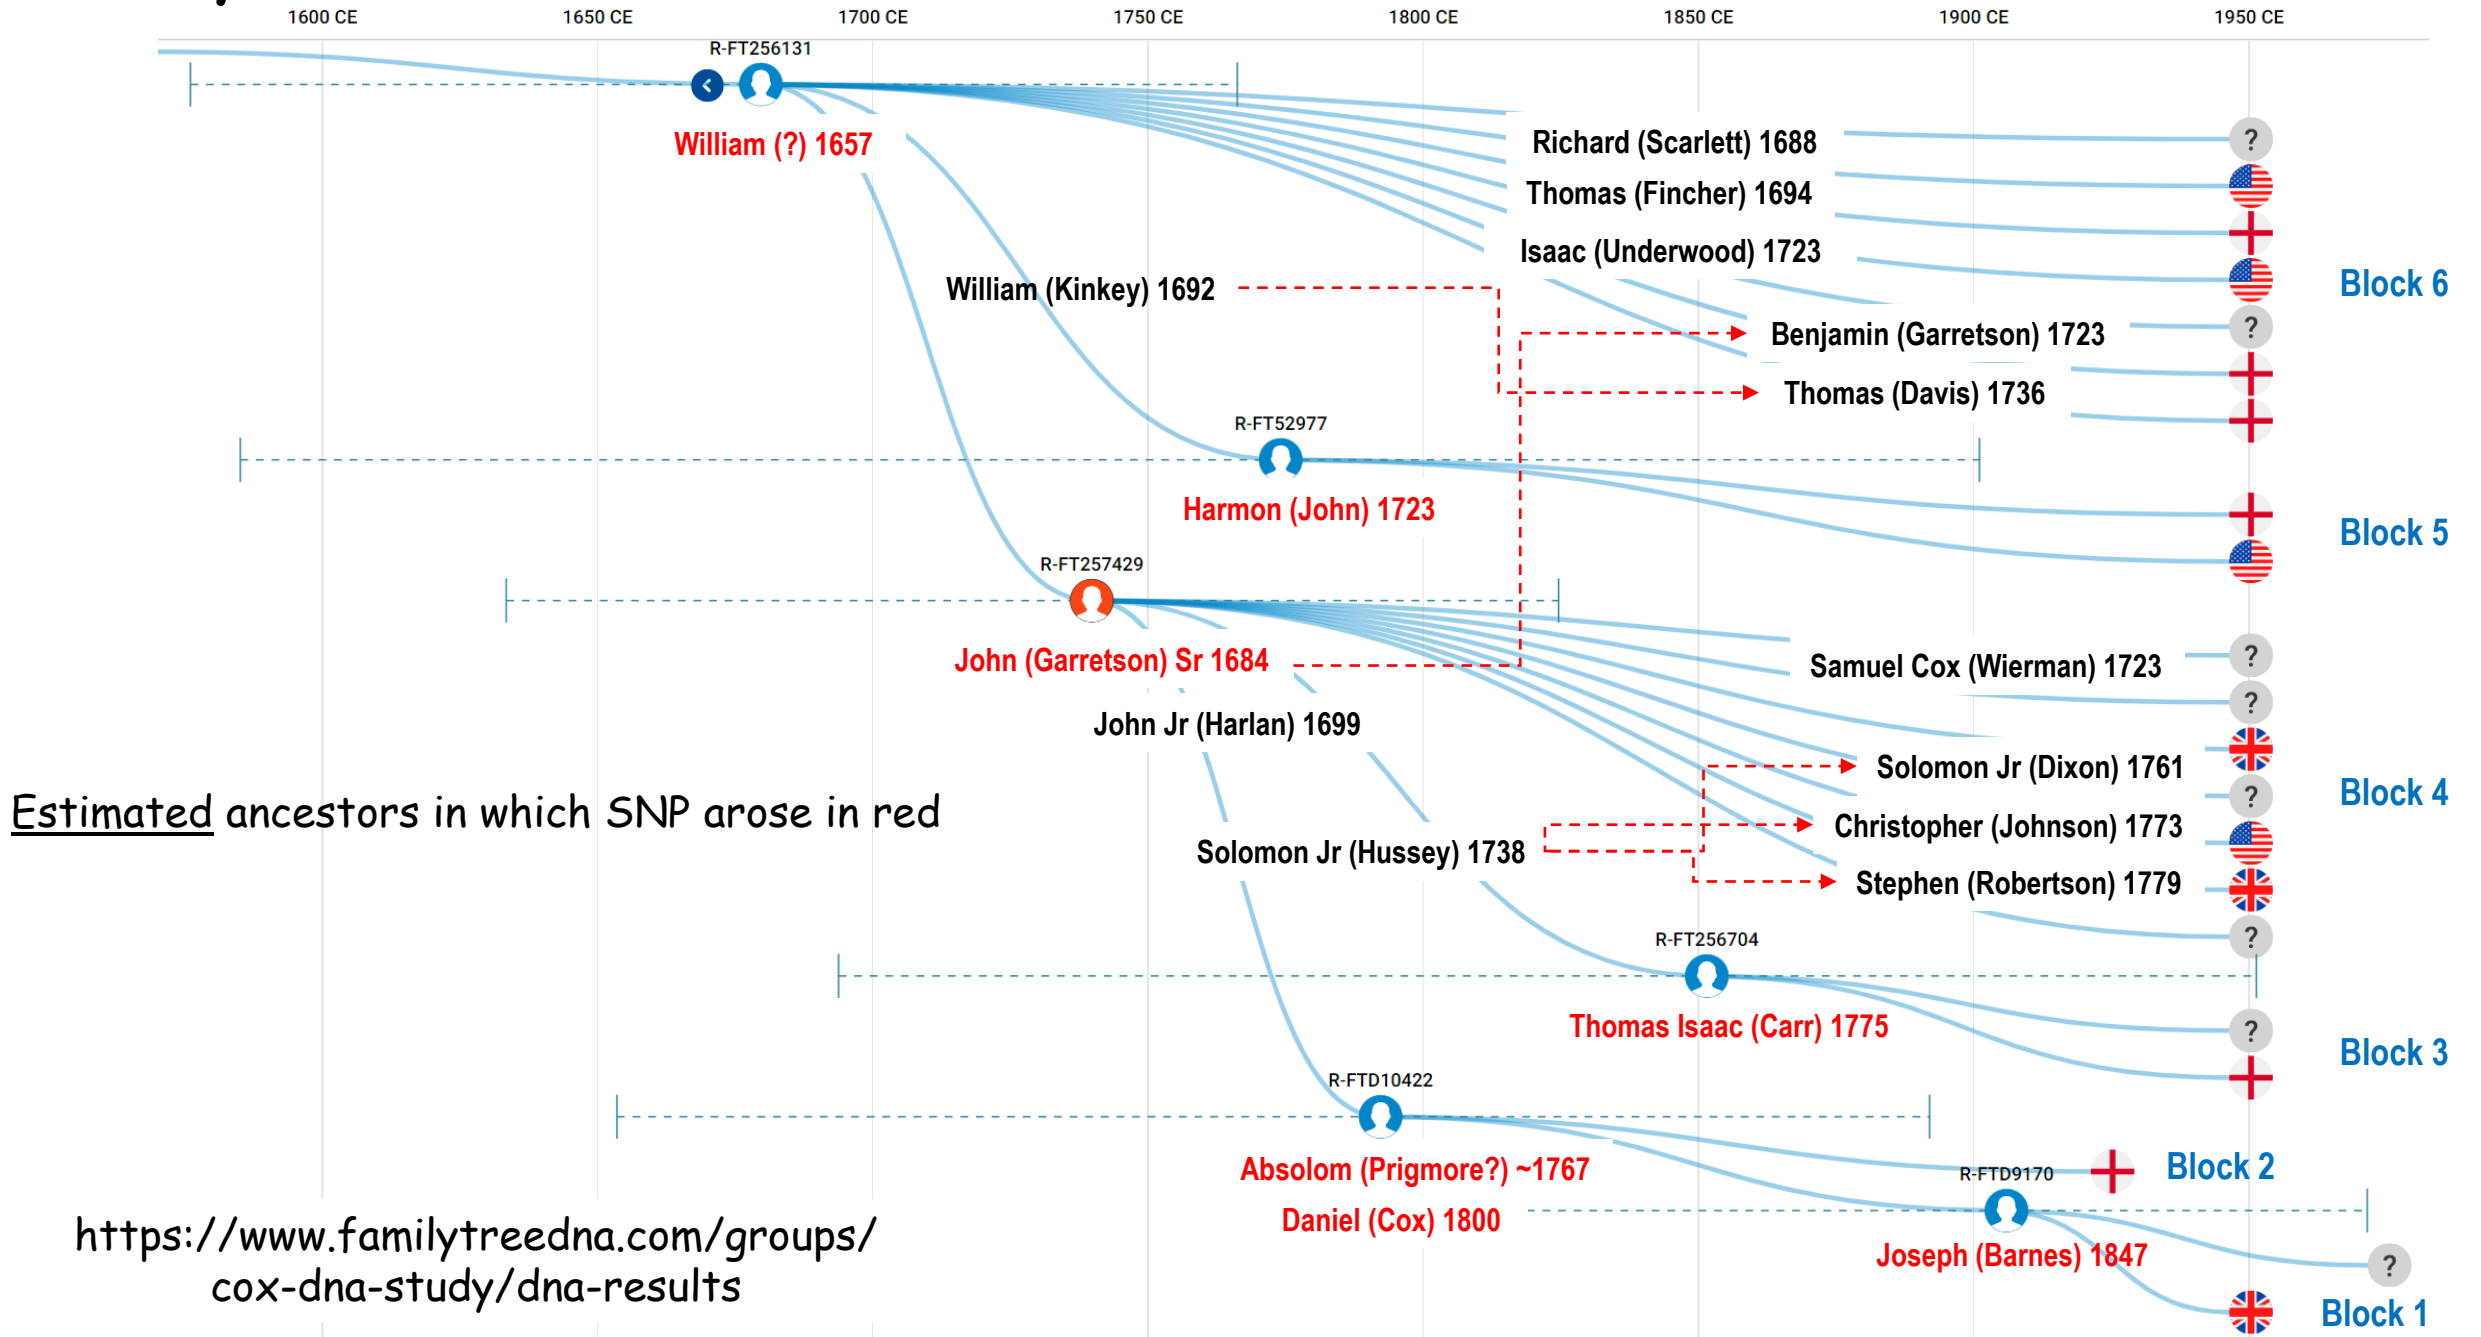 1600 CE 1650 CE 1700 CE 1750 CE 1800 CE 1850 CE 1900 CE 1950 CE
R-FT256131
William (?) 1657
Richard (Scarlett) 1688
?
Thomas (Fincher) 1694
Isaac (Underwood) 1723
William (Kinkey) 1692
Block 6
Benjamin (Garretson) 1723
?
Thomas (Davis) 1736
R-FT52977
Harmon (John) 1723
Block 5
R-FT257429
John (Garretson) Sr 1684
Samuel Cox (Wierman) 1723
?
?
John Jr (Harlan) 1699
Solomon Jr (Dixon) 1761
?
Block 4
Estimated ancestors in which SNP arose in red
Christopher (Johnson) 1773
Solomon Jr (Hussey) 1738
Stephen (Robertson) 1779
?
R-FT256704
Thomas Isaac (Carr) 1775
?
Block 3
R-FTD10422
Absolom (Prigmore?) ~1767
R-FTD9170
Block 2
Daniel (Cox) 1800
Joseph (Barnes) 1847
?
Block 1
https://www.familytreedna.com/groups/
cox-dna-study/dna-results